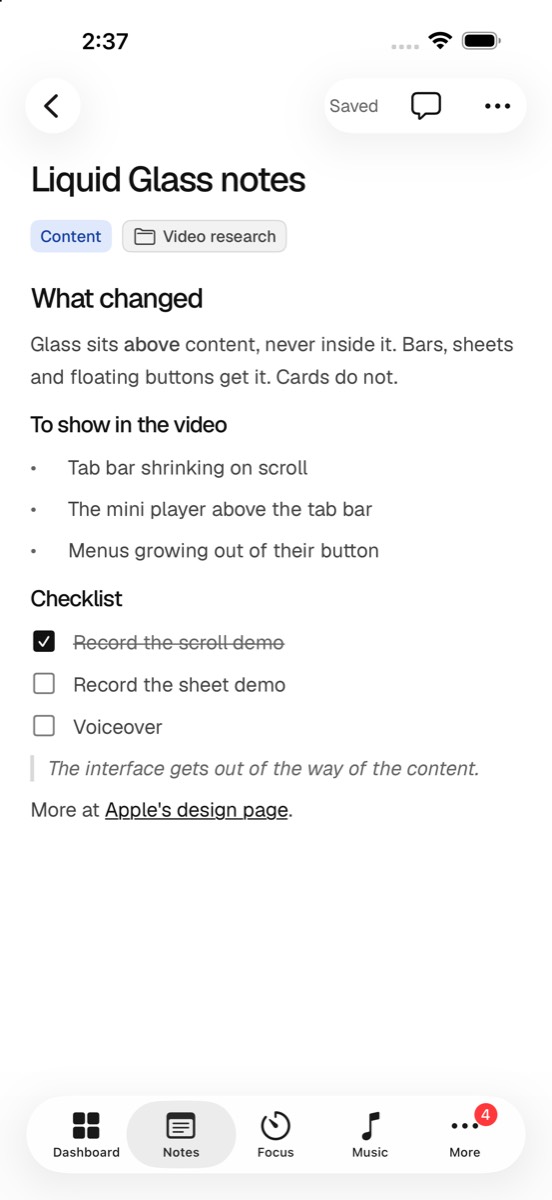 2:37
Saved
Liquid Glass notes
Content
Video research
What changed
Glass sits above content, never inside it. Bars, sheets
and floating buttons get it. Cards do not.
To show in the video
• Tab bar shrinking on scroll
• The mini player above the tab bar
• Menus growing out of their button
Checklist
Record the scroll demo
Record the sheet demo
Voiceover
The interface gets out of the way of the content.
More at Apple's design page.
Dashboard
Notes
Focus
Music
4
More